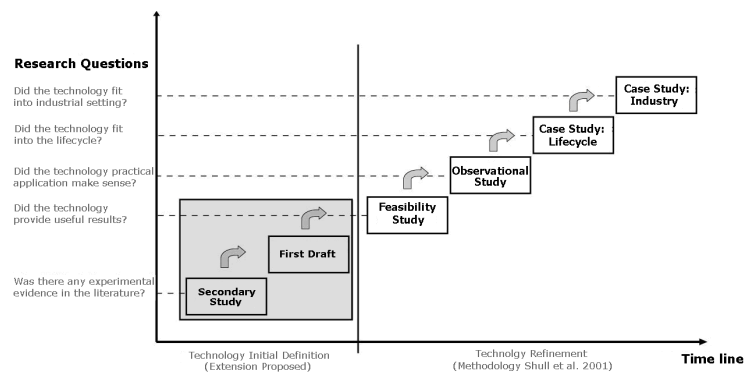 Research Questions
Did the technology fit
into industrial setting?
Did the technology fit
into the lifecycle?
Did the technology practical
application make sense?
Did the technology
provide useful results?
Was there any experimental
evidence in the literature?
Case Study:
Industry
Case Study:
Lifecycle
Observational
Study
Feasibility
Study
First Draft
Secondary
Study
Technology Initial Definition
(Extension Proposed)
Technolgy Refinement
(Methodology Shull et al. 2001)
Time line